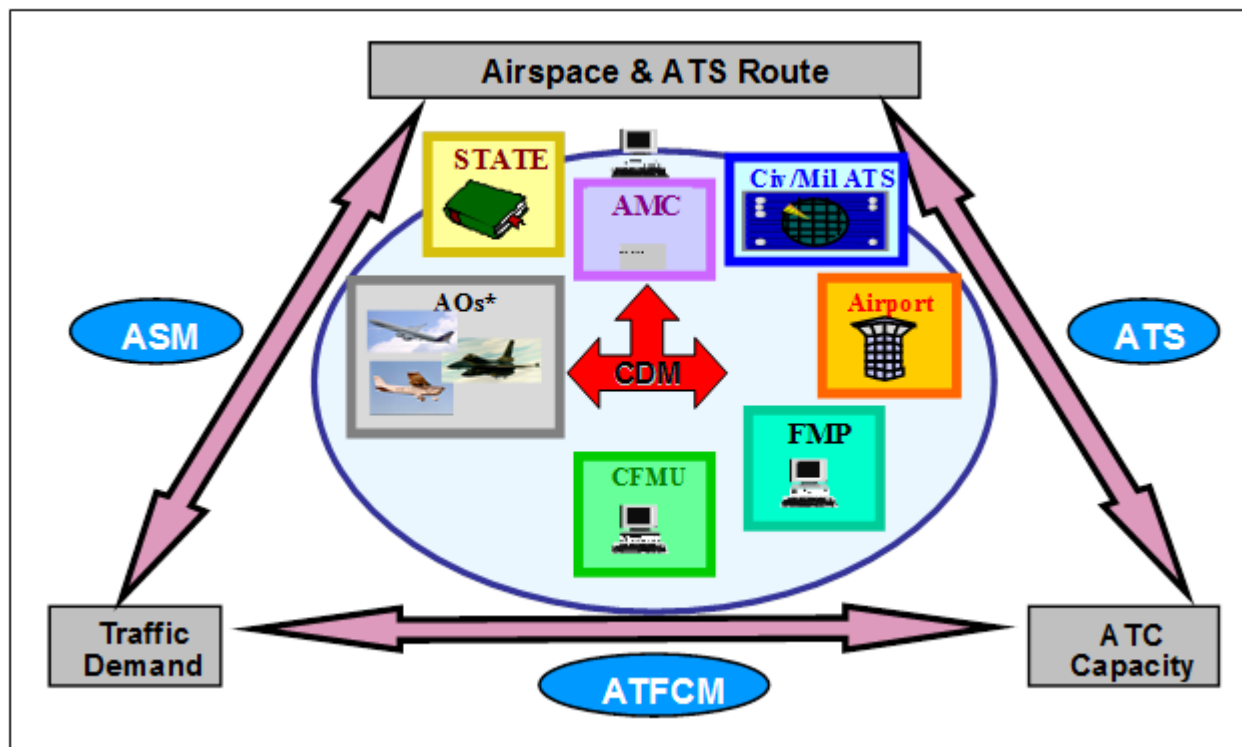 Airspace & ATS Route
STATE
AMC
Civ/Mil ATS
AOs*
Airport
ASM
CDM
ATS
FMP
CFMU
Traffic
Demand
ATC
Capacity
ATFCM